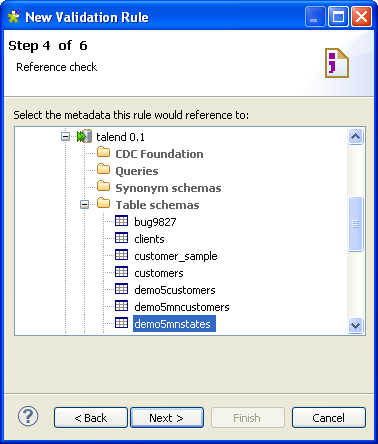 New Validation Rule
Step 4 of 6
Reference check
Select the metadata this rule would reference to:
talend 0.1
CDC Foundation
Queries
Synonym schemas
Table schemas
bug9827
clients
customer_sample
customers
demo5customers
demo5mncustomers
demo5mnstates
? < Back Next > Finish Cancel